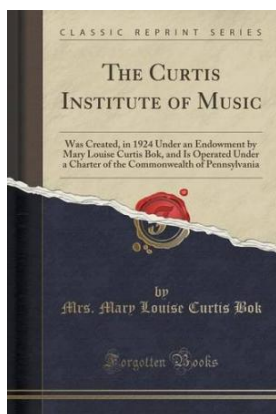 CLASSIC REPRINT SERIES
THE CURTIS
INSTITUTE OF MUSIC
Was Created, in 1924 Under an Endowment by
Mary Louise Curtis Bok, and Is Operated Under
a Charter of the Commonwealth of Pennsylvania
by
Mrs. Mary Louise Curtis Bok
Forgotten Books